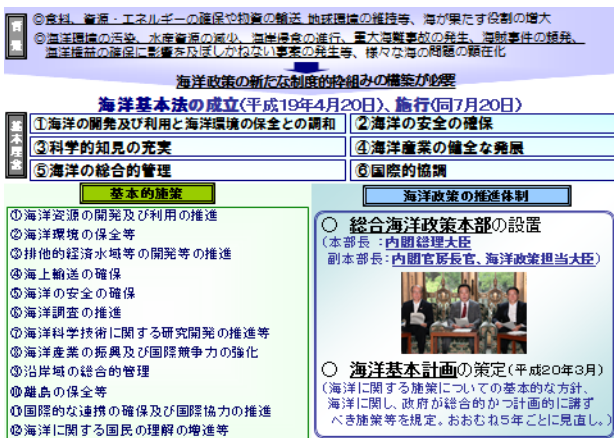 背景
◎食料、資源・エネルギーの確保や物資の輸送、地球環境の維持等、海が果たす役割の増大
◎海洋環境の汚染、水産資源の減少、海岸侵食の進行、重大海難事故の発生、海賊事件の頻発、
海洋権益の確保に影響を及ぼしかねない事案の発生等、様々な海の問題の顕在化
海洋政策の新たな制度的枠組みの構築が必要
海洋基本法の成立(平成19年4月20日)、施行(同7月20日)
基本理念
①海洋の開発及び利用と海洋環境の保全との調和
②海洋の安全の確保
③科学的知見の充実
④海洋産業の健全な発展
⑤海洋の総合的管理
⑥国際的協調
基本的施策
①海洋資源の開発及び利用の推進
②海洋環境の保全等
③排他的経済水域等の開発等の推進
④海上輸送の確保
⑤海洋の安全の確保
⑥海洋調査の推進
⑦海洋科学技術に関する研究開発の推進等
⑧海洋産業の振興及び国際競争力の強化
⑨沿岸域の総合的管理
⑩離島の保全等
⑪国際的な連携の確保及び国際協力の推進
⑫海洋に関する国民の理解の増進等
海洋政策の推進体制
○ 総合海洋政策本部の設置
(本部長:内閣総理大臣
副本部長:内閣官房長官、海洋政策担当大臣)
○ 海洋基本計画の策定(平成20年3月)
(海洋に関する施策についての基本的な方針、
海洋に関し、政府が総合的かつ計画的に講ず
べき施策等を規定。おおむね5年ごとに見直し。)